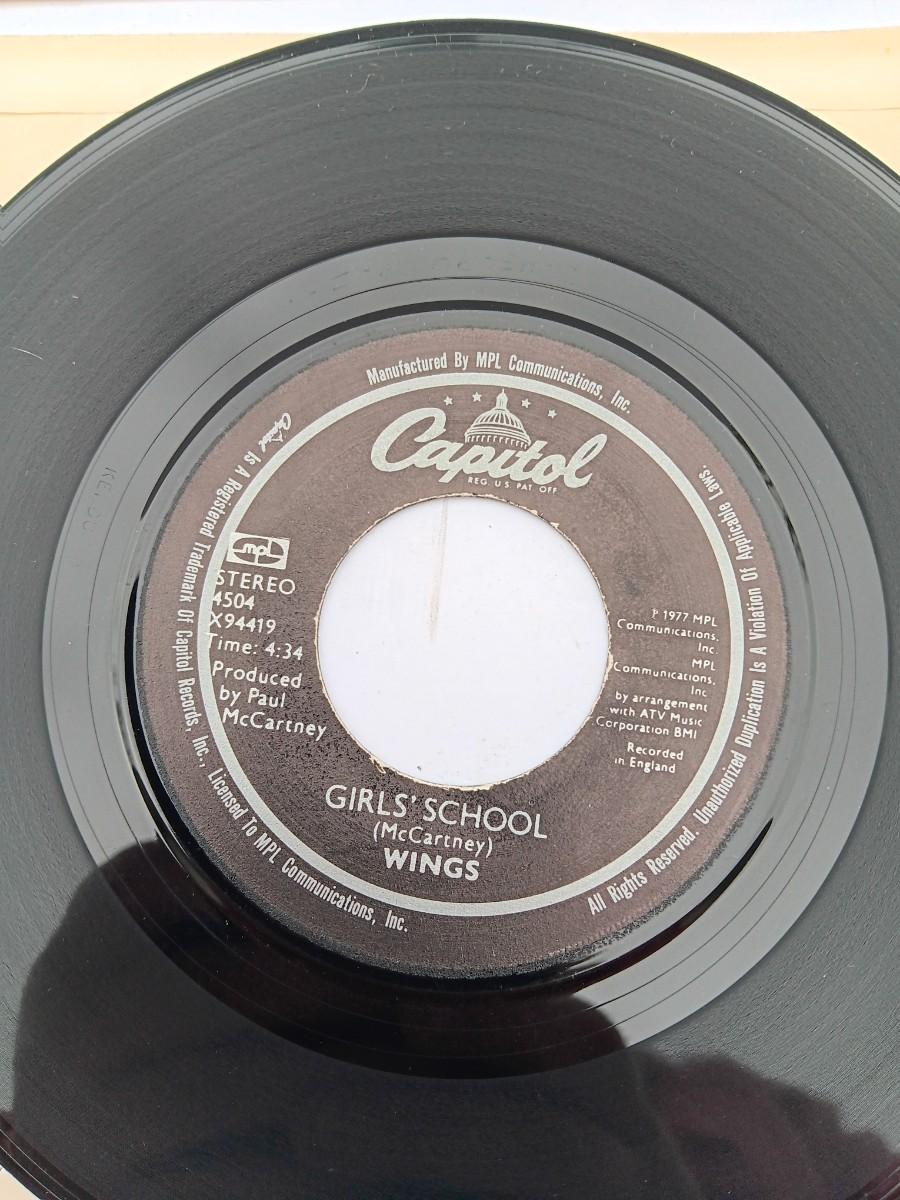 Manufactured By MPL Communications, Inc.
Capitol
REG. U.S. PAT. OFF.
mpl
STEREO
4504
X94419
Time: 4:34
Produced
by Paul
McCartney
℗ 1977 MPL
Communications,
Inc.
MPL
Communications,
Inc
by arrangement
with ATV Music
Corporation BMI
Recorded
in England
GIRLS' SCHOOL
(McCartney)
WINGS
Capitol Is A Registered Trademark Of Capitol Records, Inc., Licensed To MPL Communications, Inc.
All Rights Reserved. Unauthorized Duplication Is A Violation Of Applicable Laws.